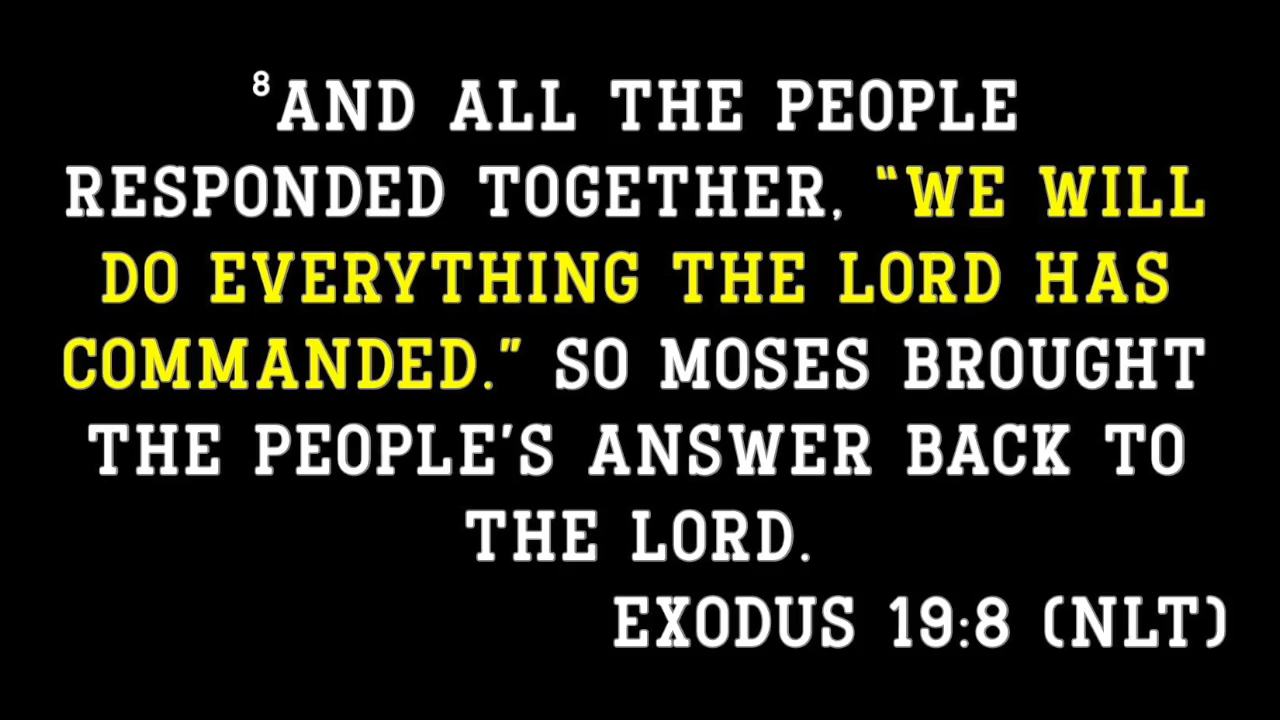 ⁸AND ALL THE PEOPLE
RESPONDED TOGETHER, “WE WILL
DO EVERYTHING THE LORD HAS
COMMANDED.” SO MOSES BROUGHT
THE PEOPLE’S ANSWER BACK TO
THE LORD.
EXODUS 19:8 (NLT)